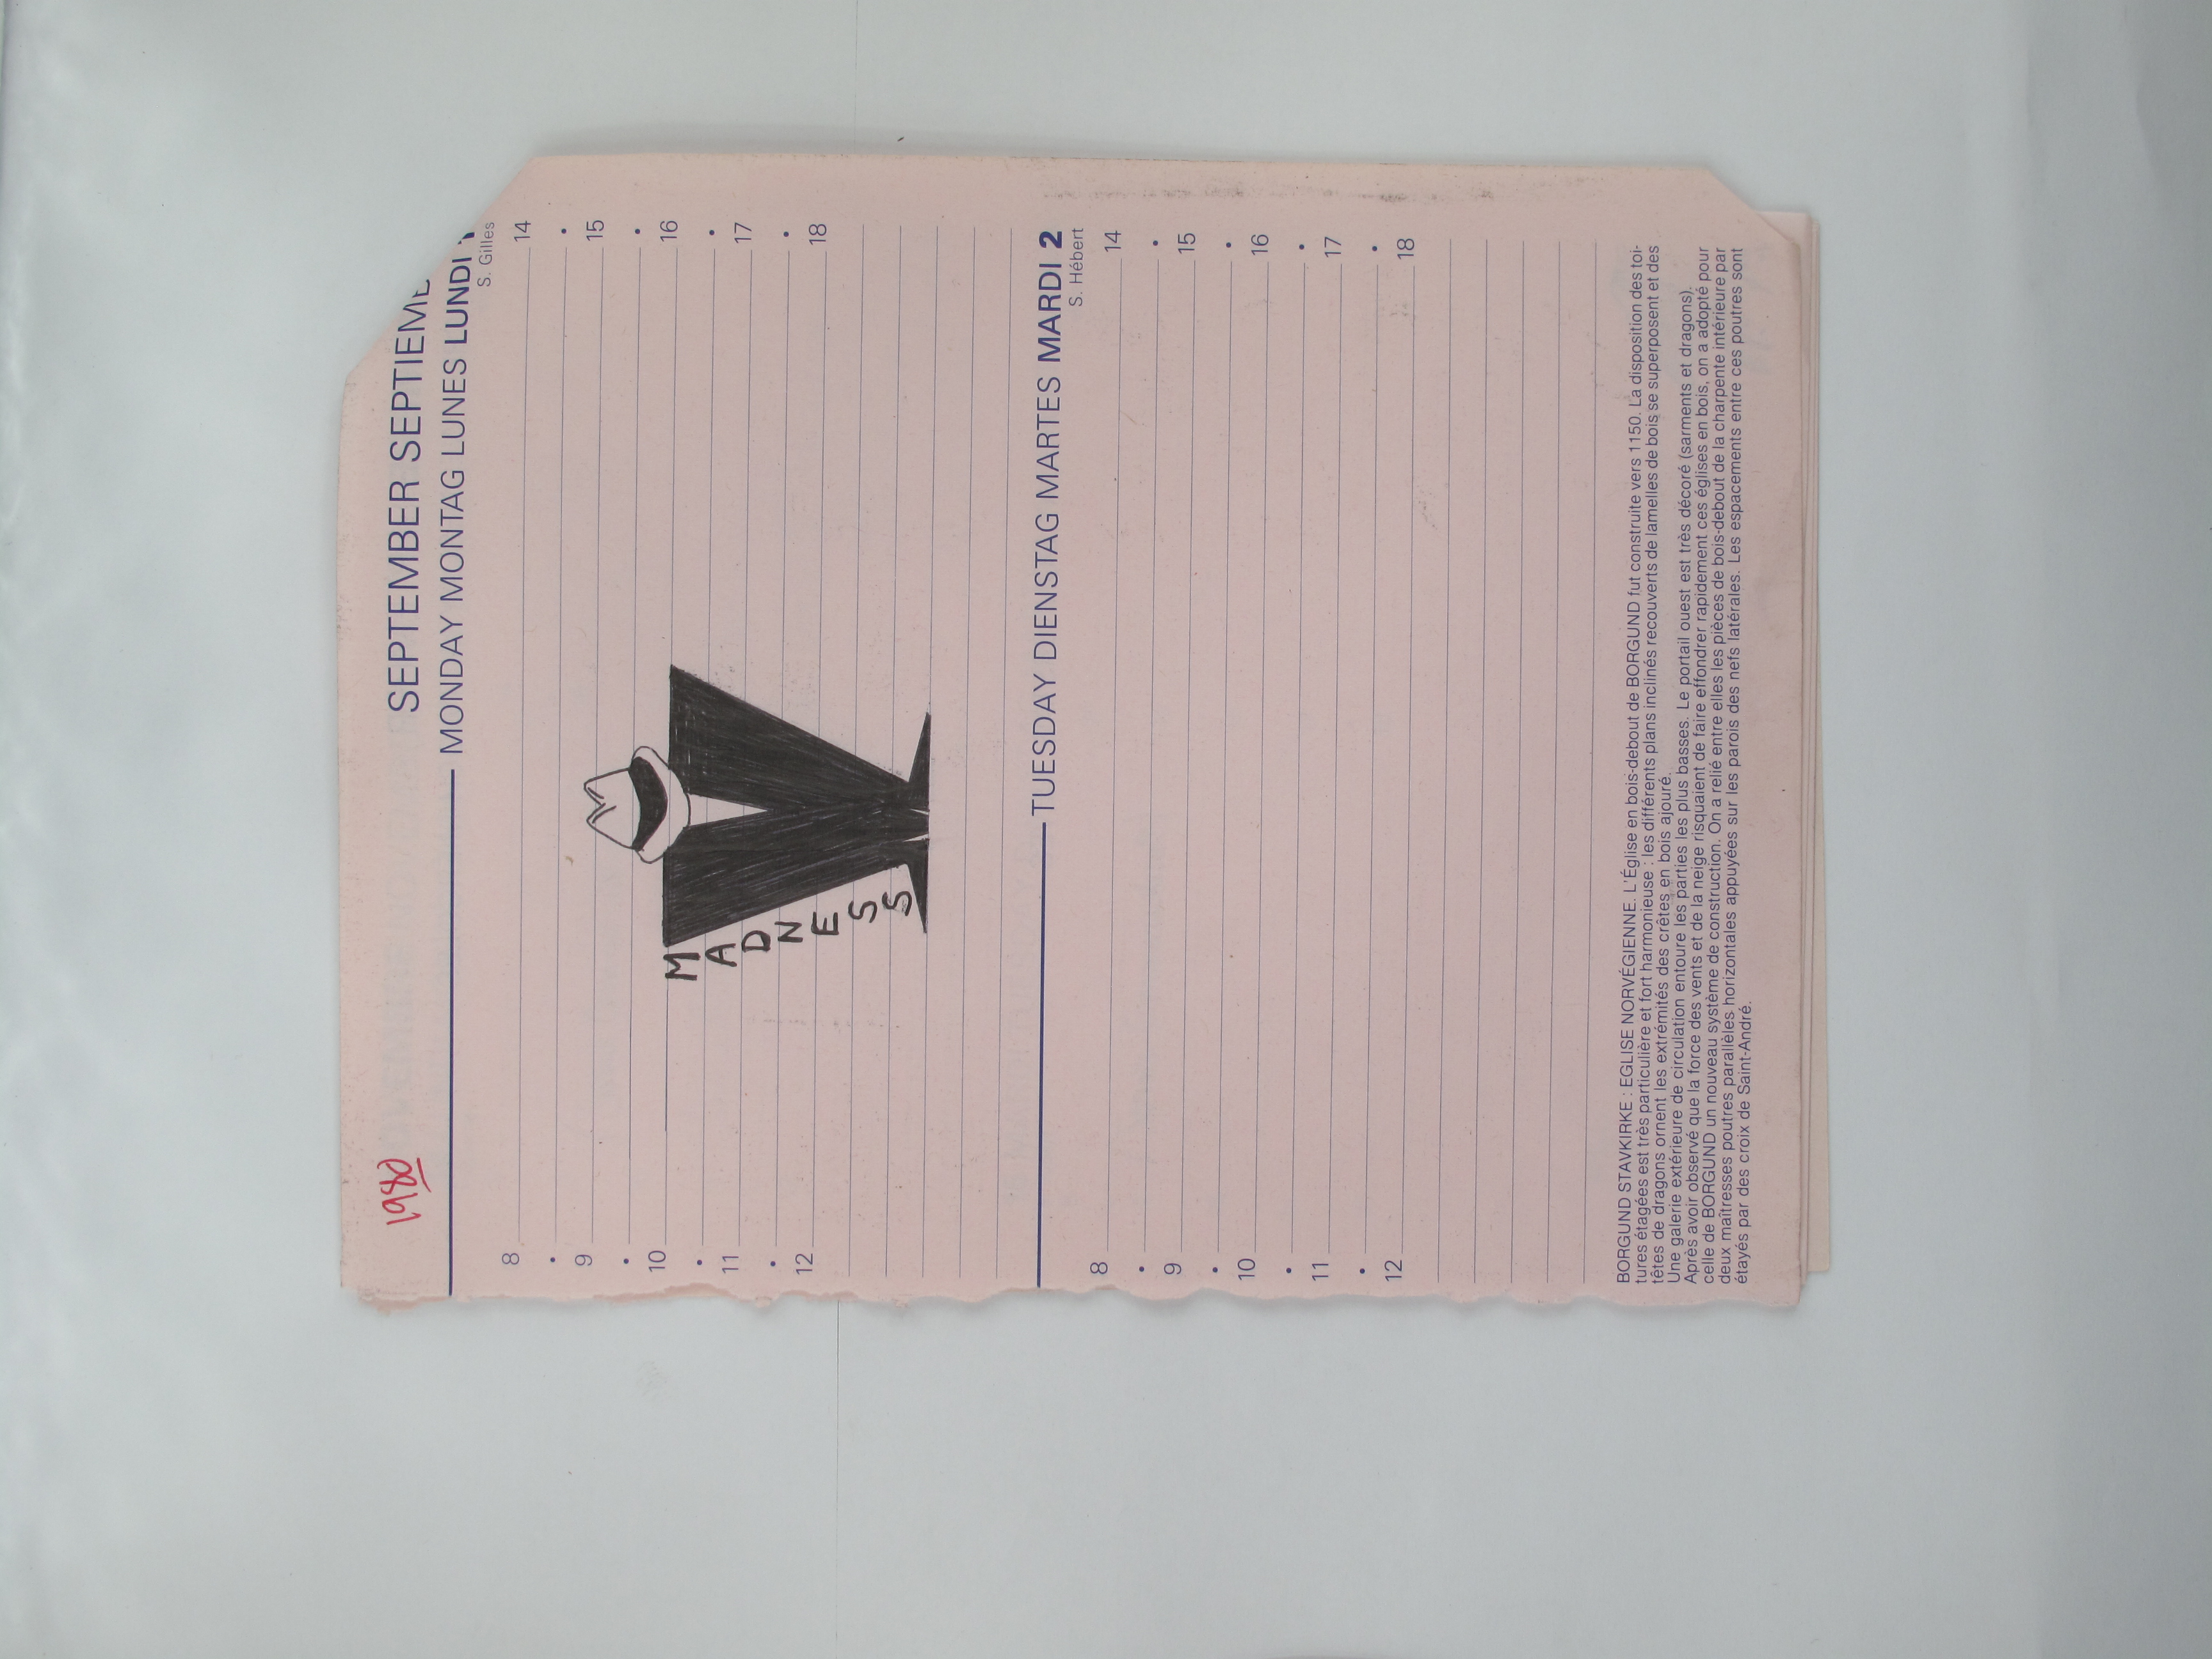 1980
SEPTEMBER SEPTIEM
MONDAY MONTAG LUNES LUNDI
S. Gilles
8 14
9 15
10 16
11 17
12 18
M
A
D
N
E
S
S
TUESDAY DIENSTAG MARTES MARDI 2
S. Hébert
8 14
9 15
10 16
11 17
12 18
BORGUND STAVKIRKE : EGLISE NORVÉGIENNE. L'Église en bois-debout de BORGUND fut construite vers 1150. La disposition des toi-
tures étagées est très particulière et fort harmonieuse : les différents plans inclinés recouverts de lamelles de bois se superposent et des
têtes de dragons ornent les extrémités des crêtes en bois ajouré.
Une galerie extérieure de circulation entoure les parties les plus basses. Le portail ouest est très décoré (sarments et dragons).
Après avoir observé que la force des vents et de la neige risquaient de faire effondrer rapidement ces églises en bois, on a adopté pour
celle de BORGUND un nouveau système de construction. On a relié entre elles les pièces de bois-debout de la charpente intérieure par
deux maîtresses poutres parallèles horizontales appuyées sur les parois des nefs latérales. Les espacements entre ces poutres sont
étayés par des croix de Saint-André.